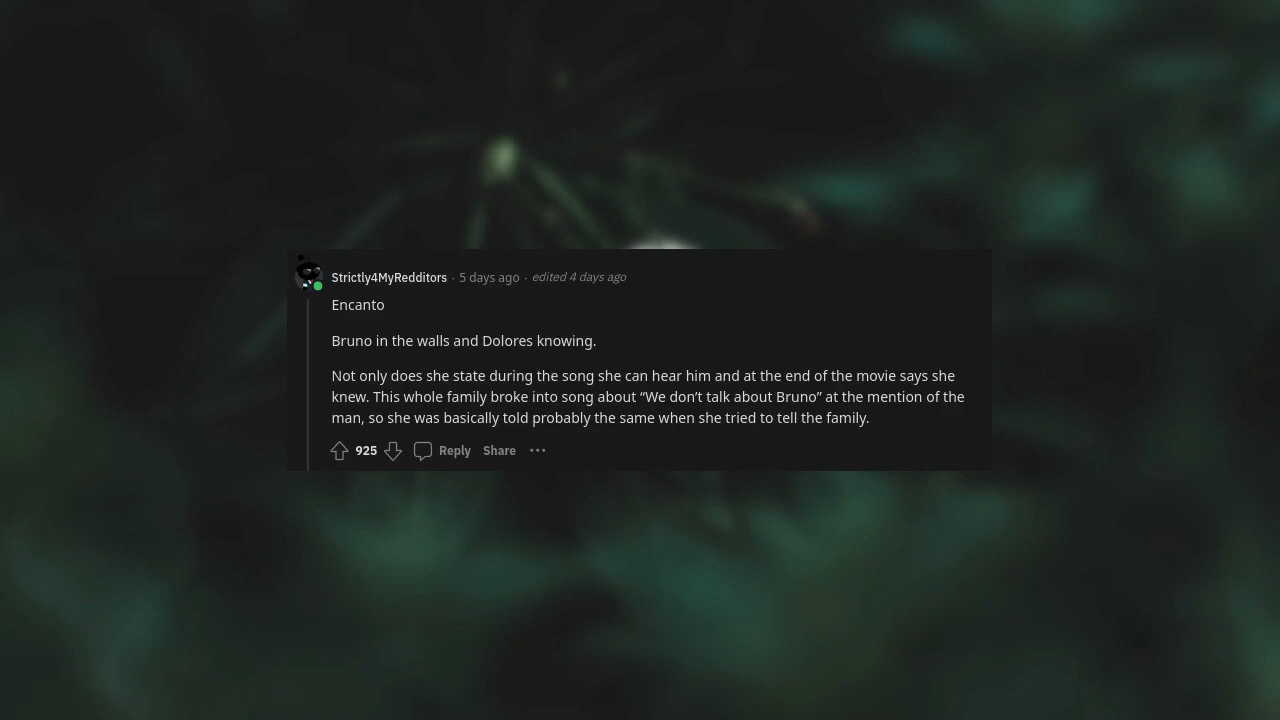 Strictly4MyRedditors · 5 days ago · edited 4 days ago
Encanto
Bruno in the walls and Dolores knowing.
Not only does she state during the song she can hear him and at the end of the movie says she
knew. This whole family broke into song about “We don’t talk about Bruno” at the mention of the
man, so she was basically told probably the same when she tried to tell the family.
925 Reply Share ···